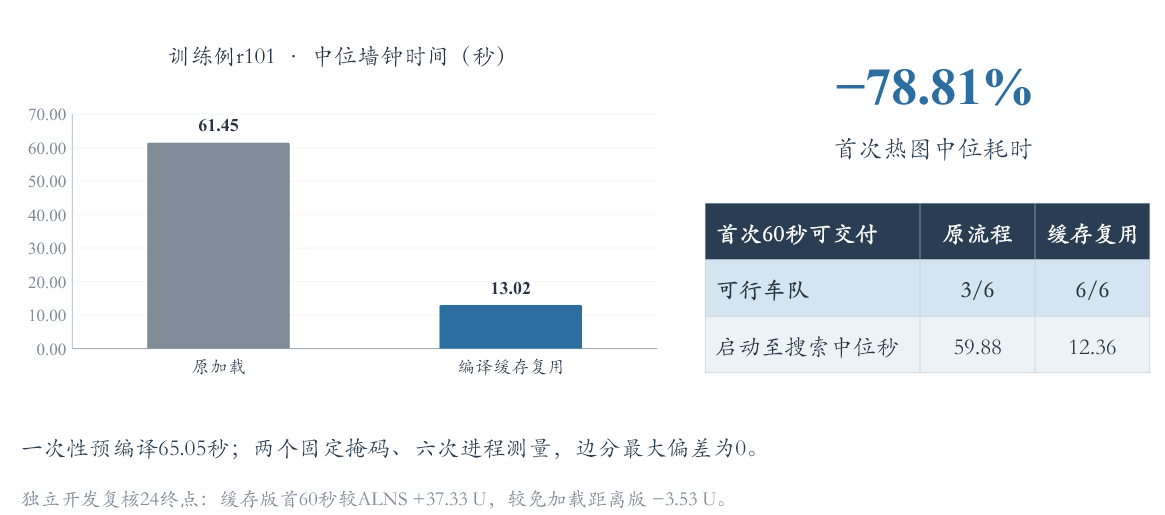 训练例r101 · 中位墙钟时间（秒）
70.00
60.00
50.00
40.00
30.00
20.00
10.00
0.00
61.45
13.02
原加载
编译缓存复用
−78.81%
首次热图中位耗时
首次60秒可交付 原流程 缓存复用
可行车队 3/6 6/6
启动至搜索中位秒 59.88 12.36
一次性预编译65.05秒；两个固定掩码、六次进程测量，边分最大偏差为0。
独立开发复核24终点：缓存版首60秒较ALNS +37.33 U，较免加载距离版 −3.53 U。